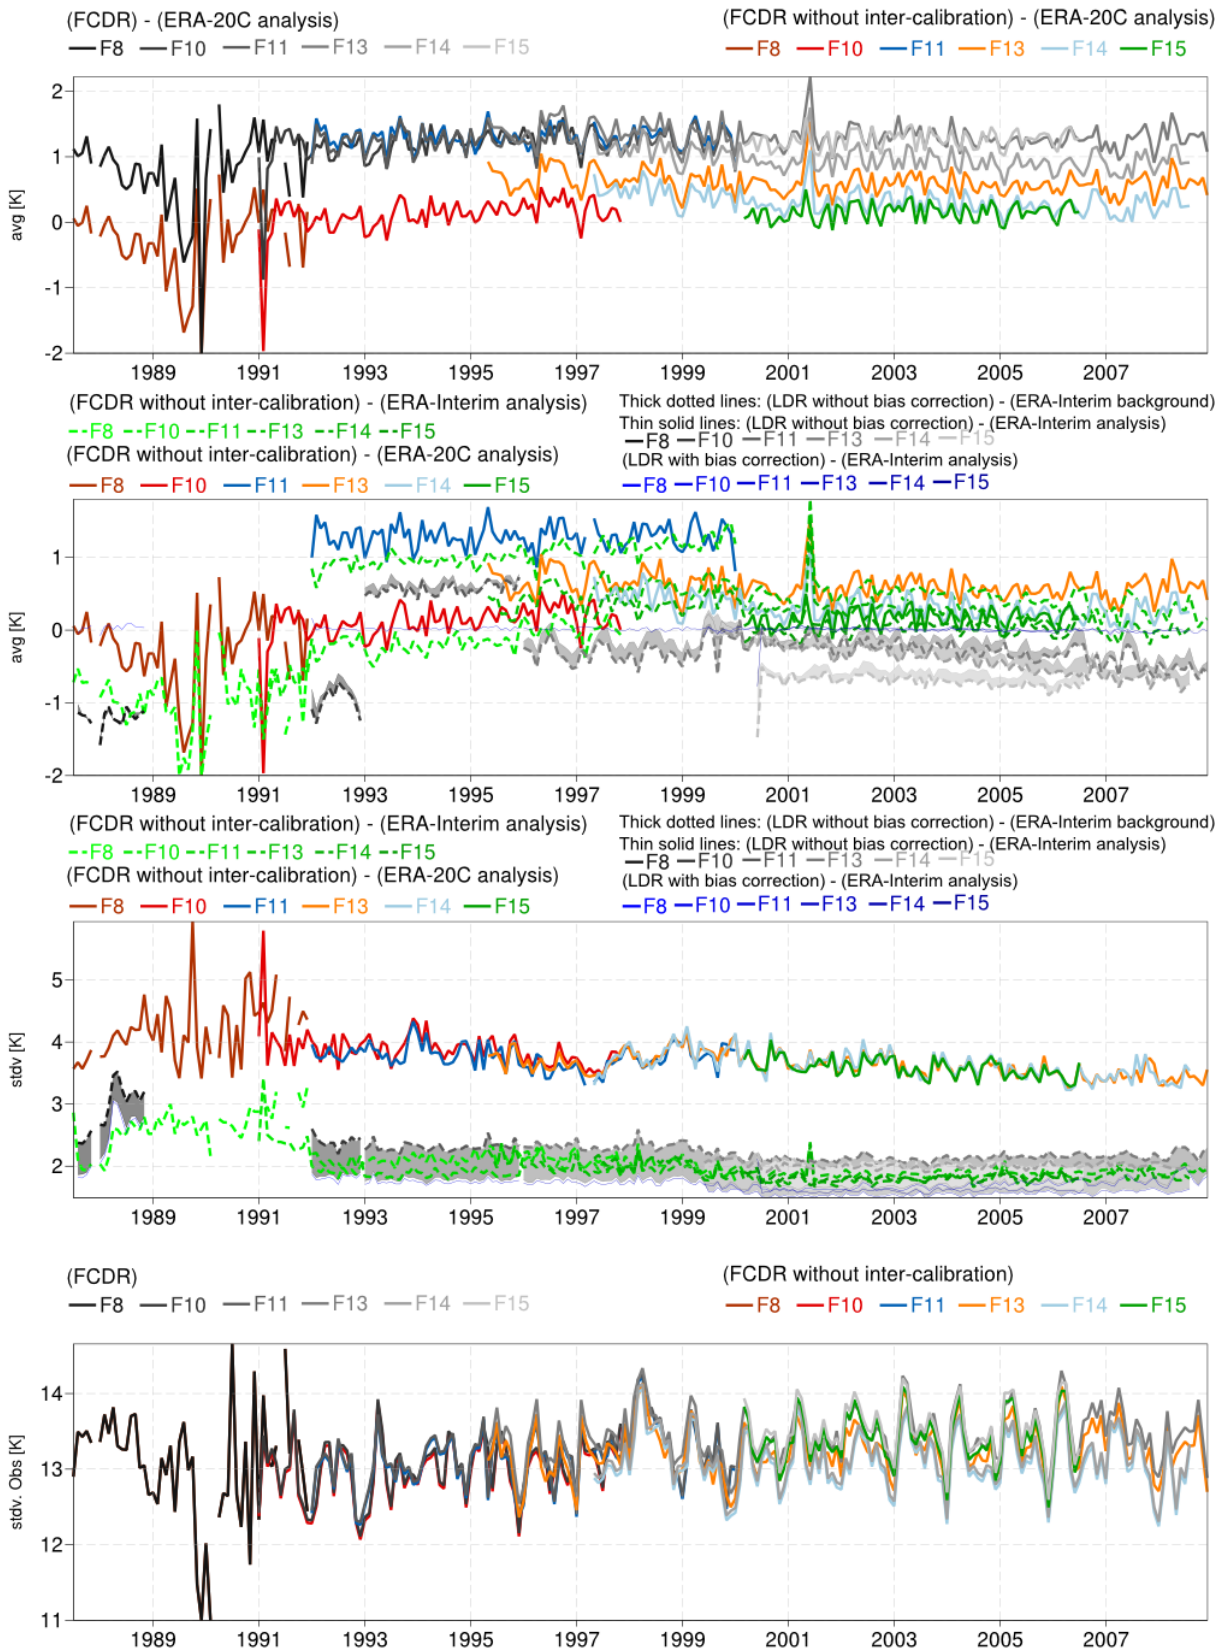 (FCDR) - (ERA-20C analysis)
F8 F10 F11 F13 F14 F15
(FCDR without inter-calibration) - (ERA-20C analysis)
F8 F10 F11 F13 F14 F15
avg [K]
2
1
0
-1
-2
1989 1991 1993 1995 1997 1999 2001 2003 2005 2007
(FCDR without inter-calibration) - (ERA-Interim analysis)
F8 F10 F11 F13 F14 F15
(FCDR without inter-calibration) - (ERA-20C analysis)
F8 F10 F11 F13 F14 F15
Thick dotted lines: (LDR without bias correction) - (ERA-Interim background)
Thin solid lines: (LDR without bias correction) - (ERA-Interim analysis)
F8 F10 F11 F13 F14 F15
(LDR with bias correction) - (ERA-Interim analysis)
F8 F10 F11 F13 F14 F15
avg [K]
1
0
-1
-2
1989 1991 1993 1995 1997 1999 2001 2003 2005 2007
(FCDR without inter-calibration) - (ERA-Interim analysis)
F8 F10 F11 F13 F14 F15
(FCDR without inter-calibration) - (ERA-20C analysis)
F8 F10 F11 F13 F14 F15
Thick dotted lines: (LDR without bias correction) - (ERA-Interim background)
Thin solid lines: (LDR without bias correction) - (ERA-Interim analysis)
F8 F10 F11 F13 F14 F15
(LDR with bias correction) - (ERA-Interim analysis)
F8 F10 F11 F13 F14 F15
stdv [K]
5
4
3
2
1989 1991 1993 1995 1997 1999 2001 2003 2005 2007
(FCDR)
F8 F10 F11 F13 F14 F15
(FCDR without inter-calibration)
F8 F10 F11 F13 F14 F15
stdv. Obs [K]
14
13
12
11
1989 1991 1993 1995 1997 1999 2001 2003 2005 2007